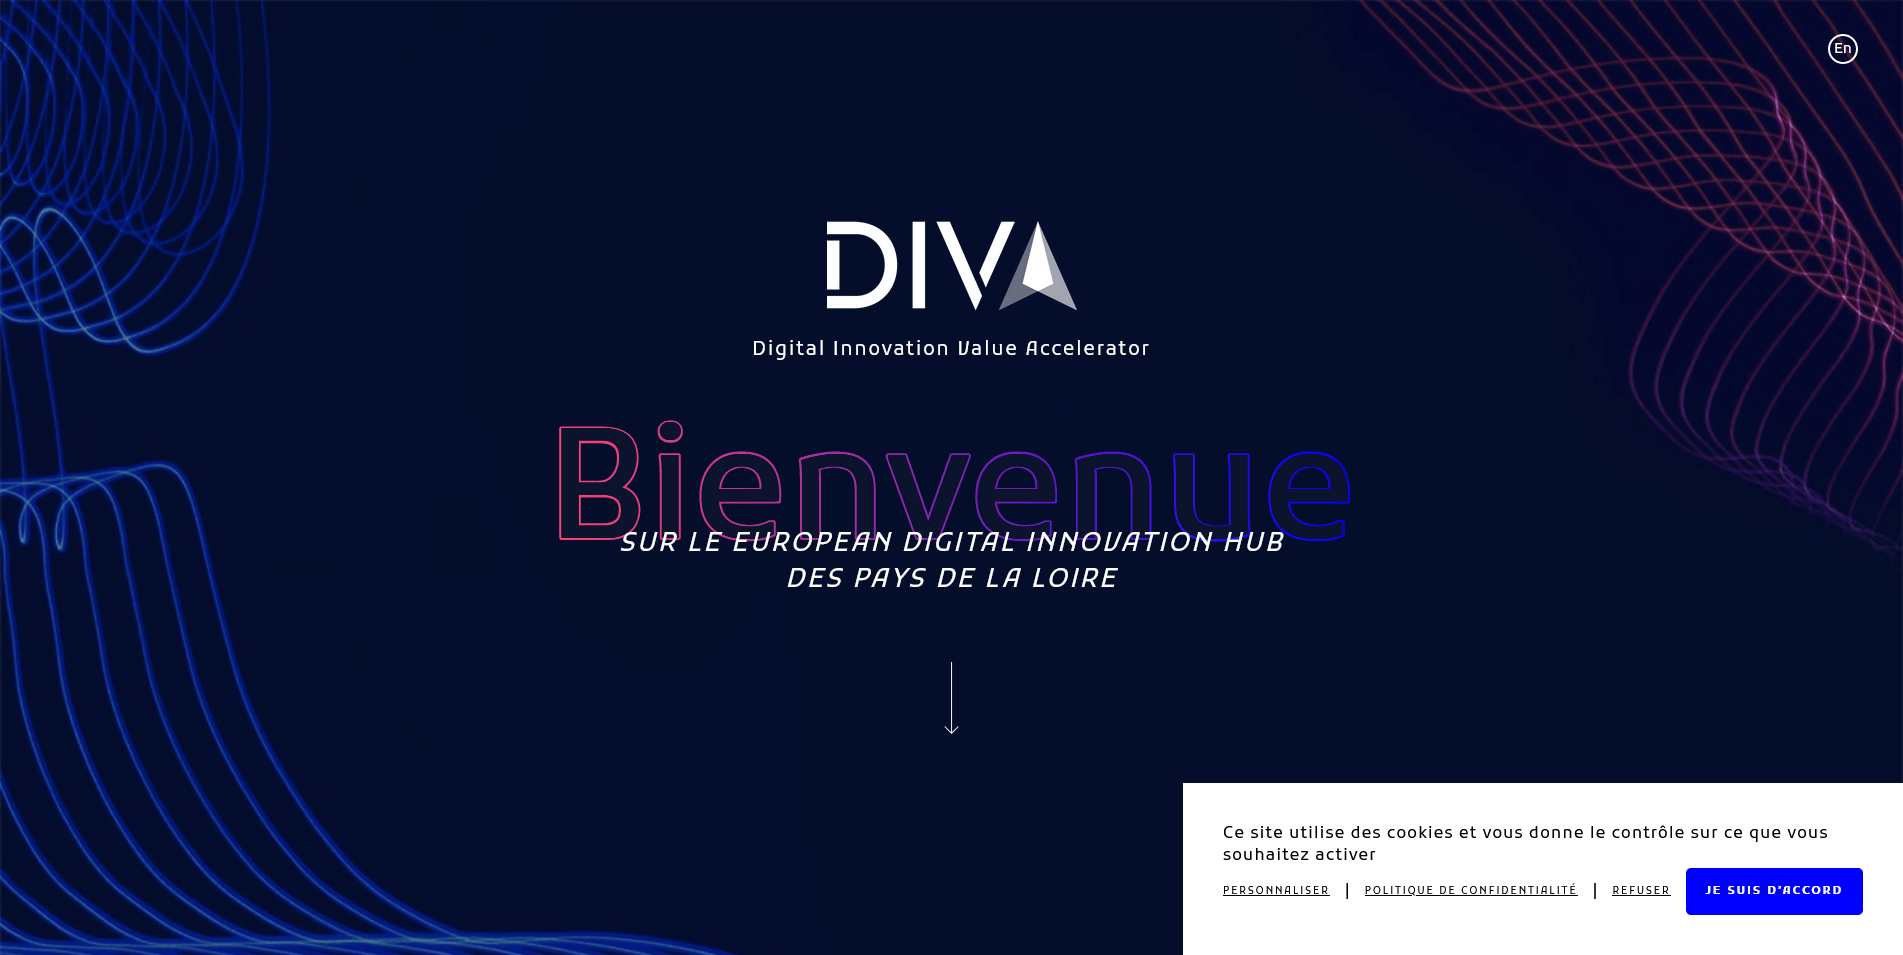 En
DIVA
Digital Innovation Value Accelerator
Bienvenue
SUR LE EUROPEAN DIGITAL INNOVATION HUB
DES PAYS DE LA LOIRE
Ce site utilise des cookies et vous donne le contrôle sur ce que vous
souhaitez activer
PERSONNALISER | POLITIQUE DE CONFIDENTIALITÉ | REFUSER JE SUIS D'ACCORD